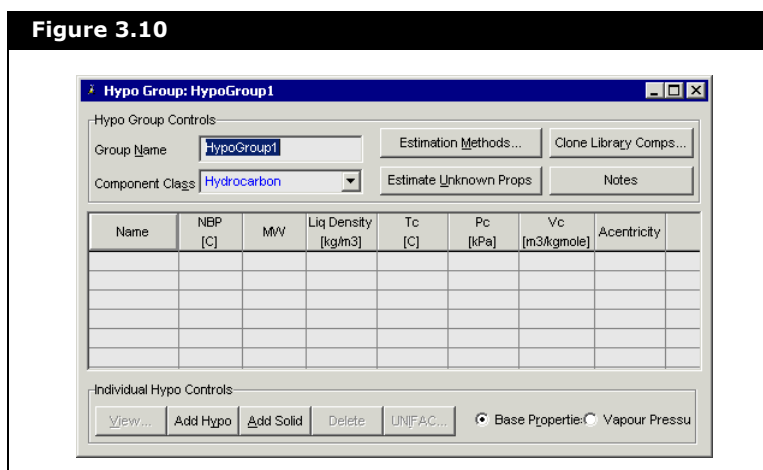 Figure 3.10
Hypo Group: HypoGroup1
Hypo Group Controls
Group Name HypoGroup1 Estimation Methods... Clone Library Comps...
Component Class Hydrocarbon Estimate Unknown Props Notes
Name NBP [C] MW Liq Density [kg/m3] Tc [C] Pc [kPa] Vc [m3/kgmole] Acentricity
Individual Hypo Controls
View... Add Hypo Add Solid Delete UNIFAC... Base Propertie Vapour Pressu